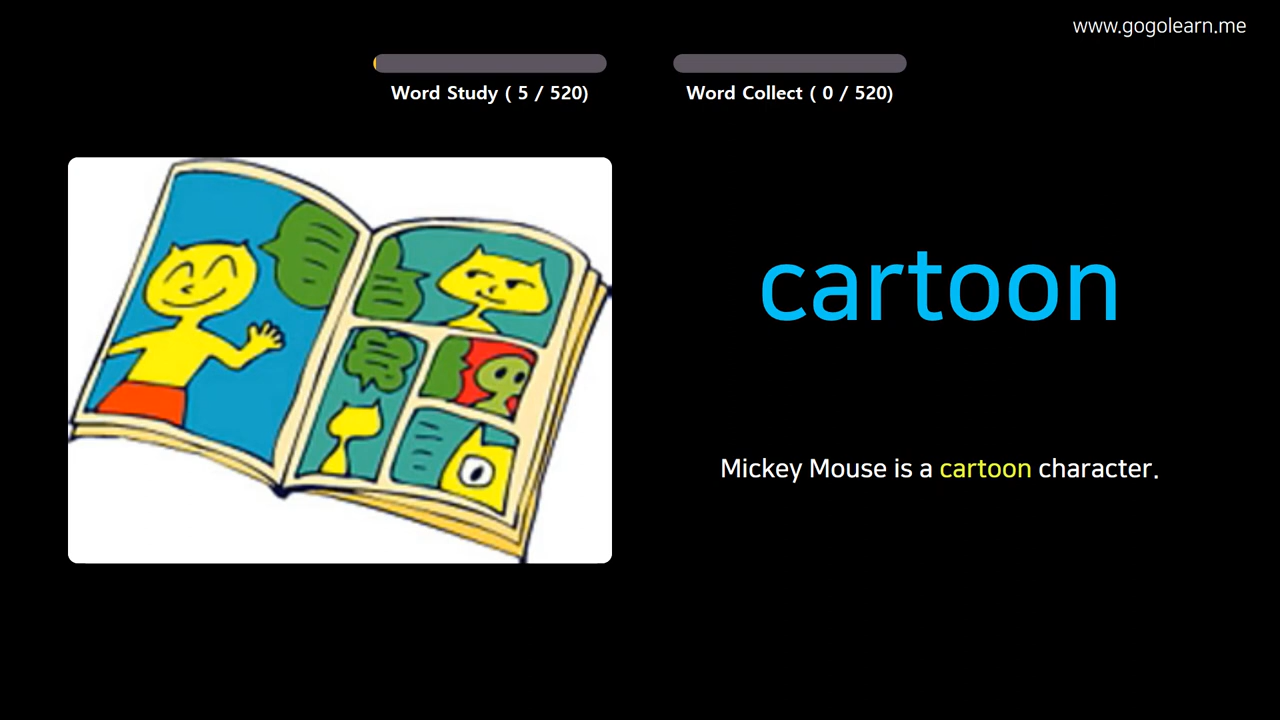 www.gogolearn.me
Word Study ( 5 / 520)
Word Collect ( 0 / 520)
cartoon
Mickey Mouse is a cartoon character.